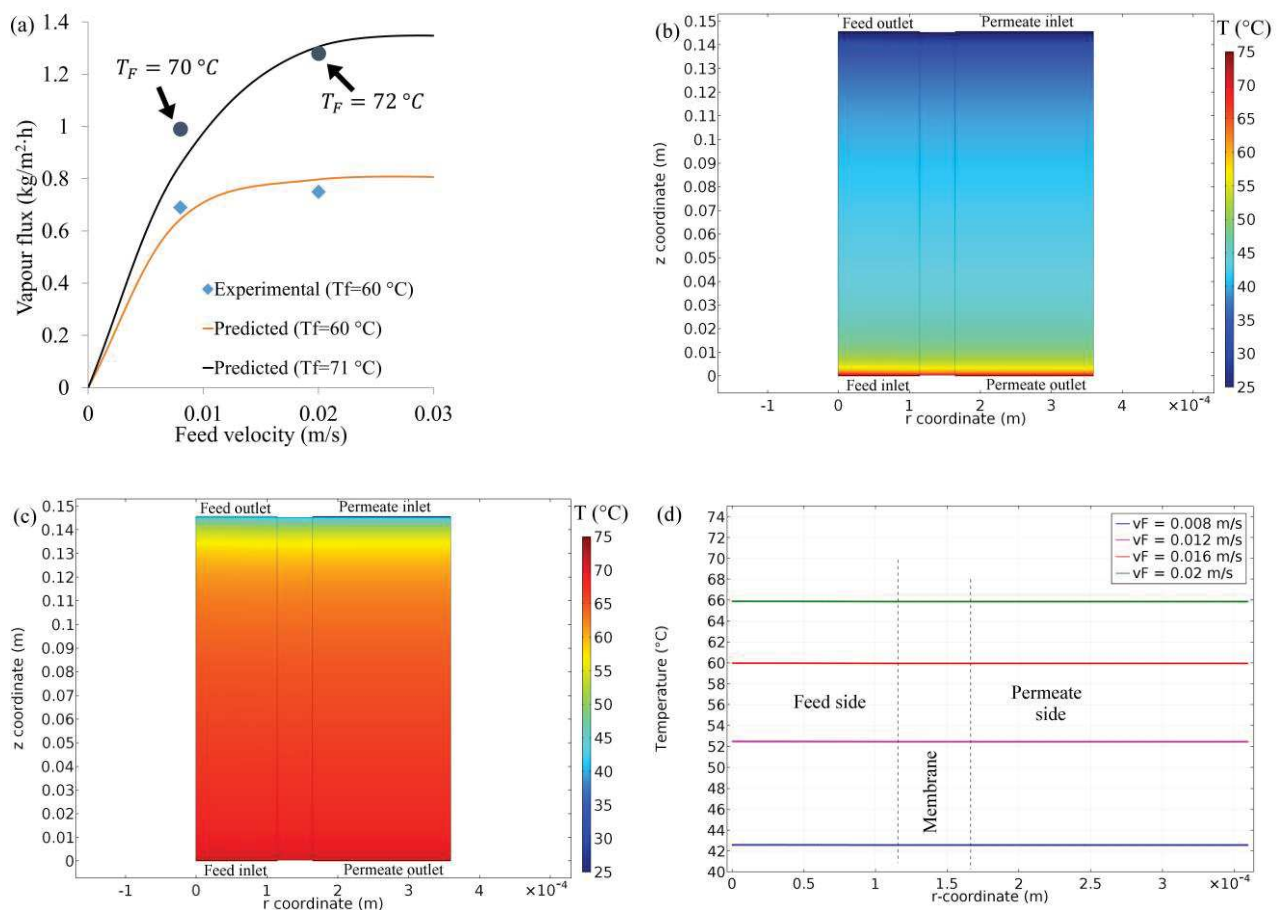 (a)
1.4
1.2
1
0.8
0.6
0.4
0.2
0
Vapour flux (kg/m²·h)
T_F = 70 °C
T_F = 72 °C
Experimental (Tf=60 °C)
Predicted (Tf=60 °C)
Predicted (Tf=71 °C)
0 0.01 0.02 0.03
Feed velocity (m/s)
(b)
Feed outlet Permeate inlet
T (°C)
0.15
0.14
0.13
0.12
0.11
0.1
0.09
0.08
0.07
0.06
0.05
0.04
0.03
0.02
0.01
0
z coordinate (m)
75
70
65
60
55
50
45
40
35
30
25
Feed inlet Permeate outlet
-1 0 1 2 3 4 ×10⁻⁴
r coordinate (m)
(c)
Feed outlet Permeate inlet
T (°C)
0.15
0.14
0.13
0.12
0.11
0.1
0.09
0.08
0.07
0.06
0.05
0.04
0.03
0.02
0.01
0
z coordinate (m)
75
70
65
60
55
50
45
40
35
30
25
Feed inlet Permeate outlet
-1 0 1 2 3 4 5 ×10⁻⁴
r coordinate (m)
(d)
74
72
70
68
66
64
62
60
58
56
54
52
50
48
46
44
42
Temperature (°C)
vF = 0.008 m/s
vF = 0.012 m/s
vF = 0.016 m/s
vF = 0.02 m/s
Feed side
Membrane
Permeate
side
0 0.5 1 1.5 2 2.5 3 ×10⁻⁴
r-coordinate (m)